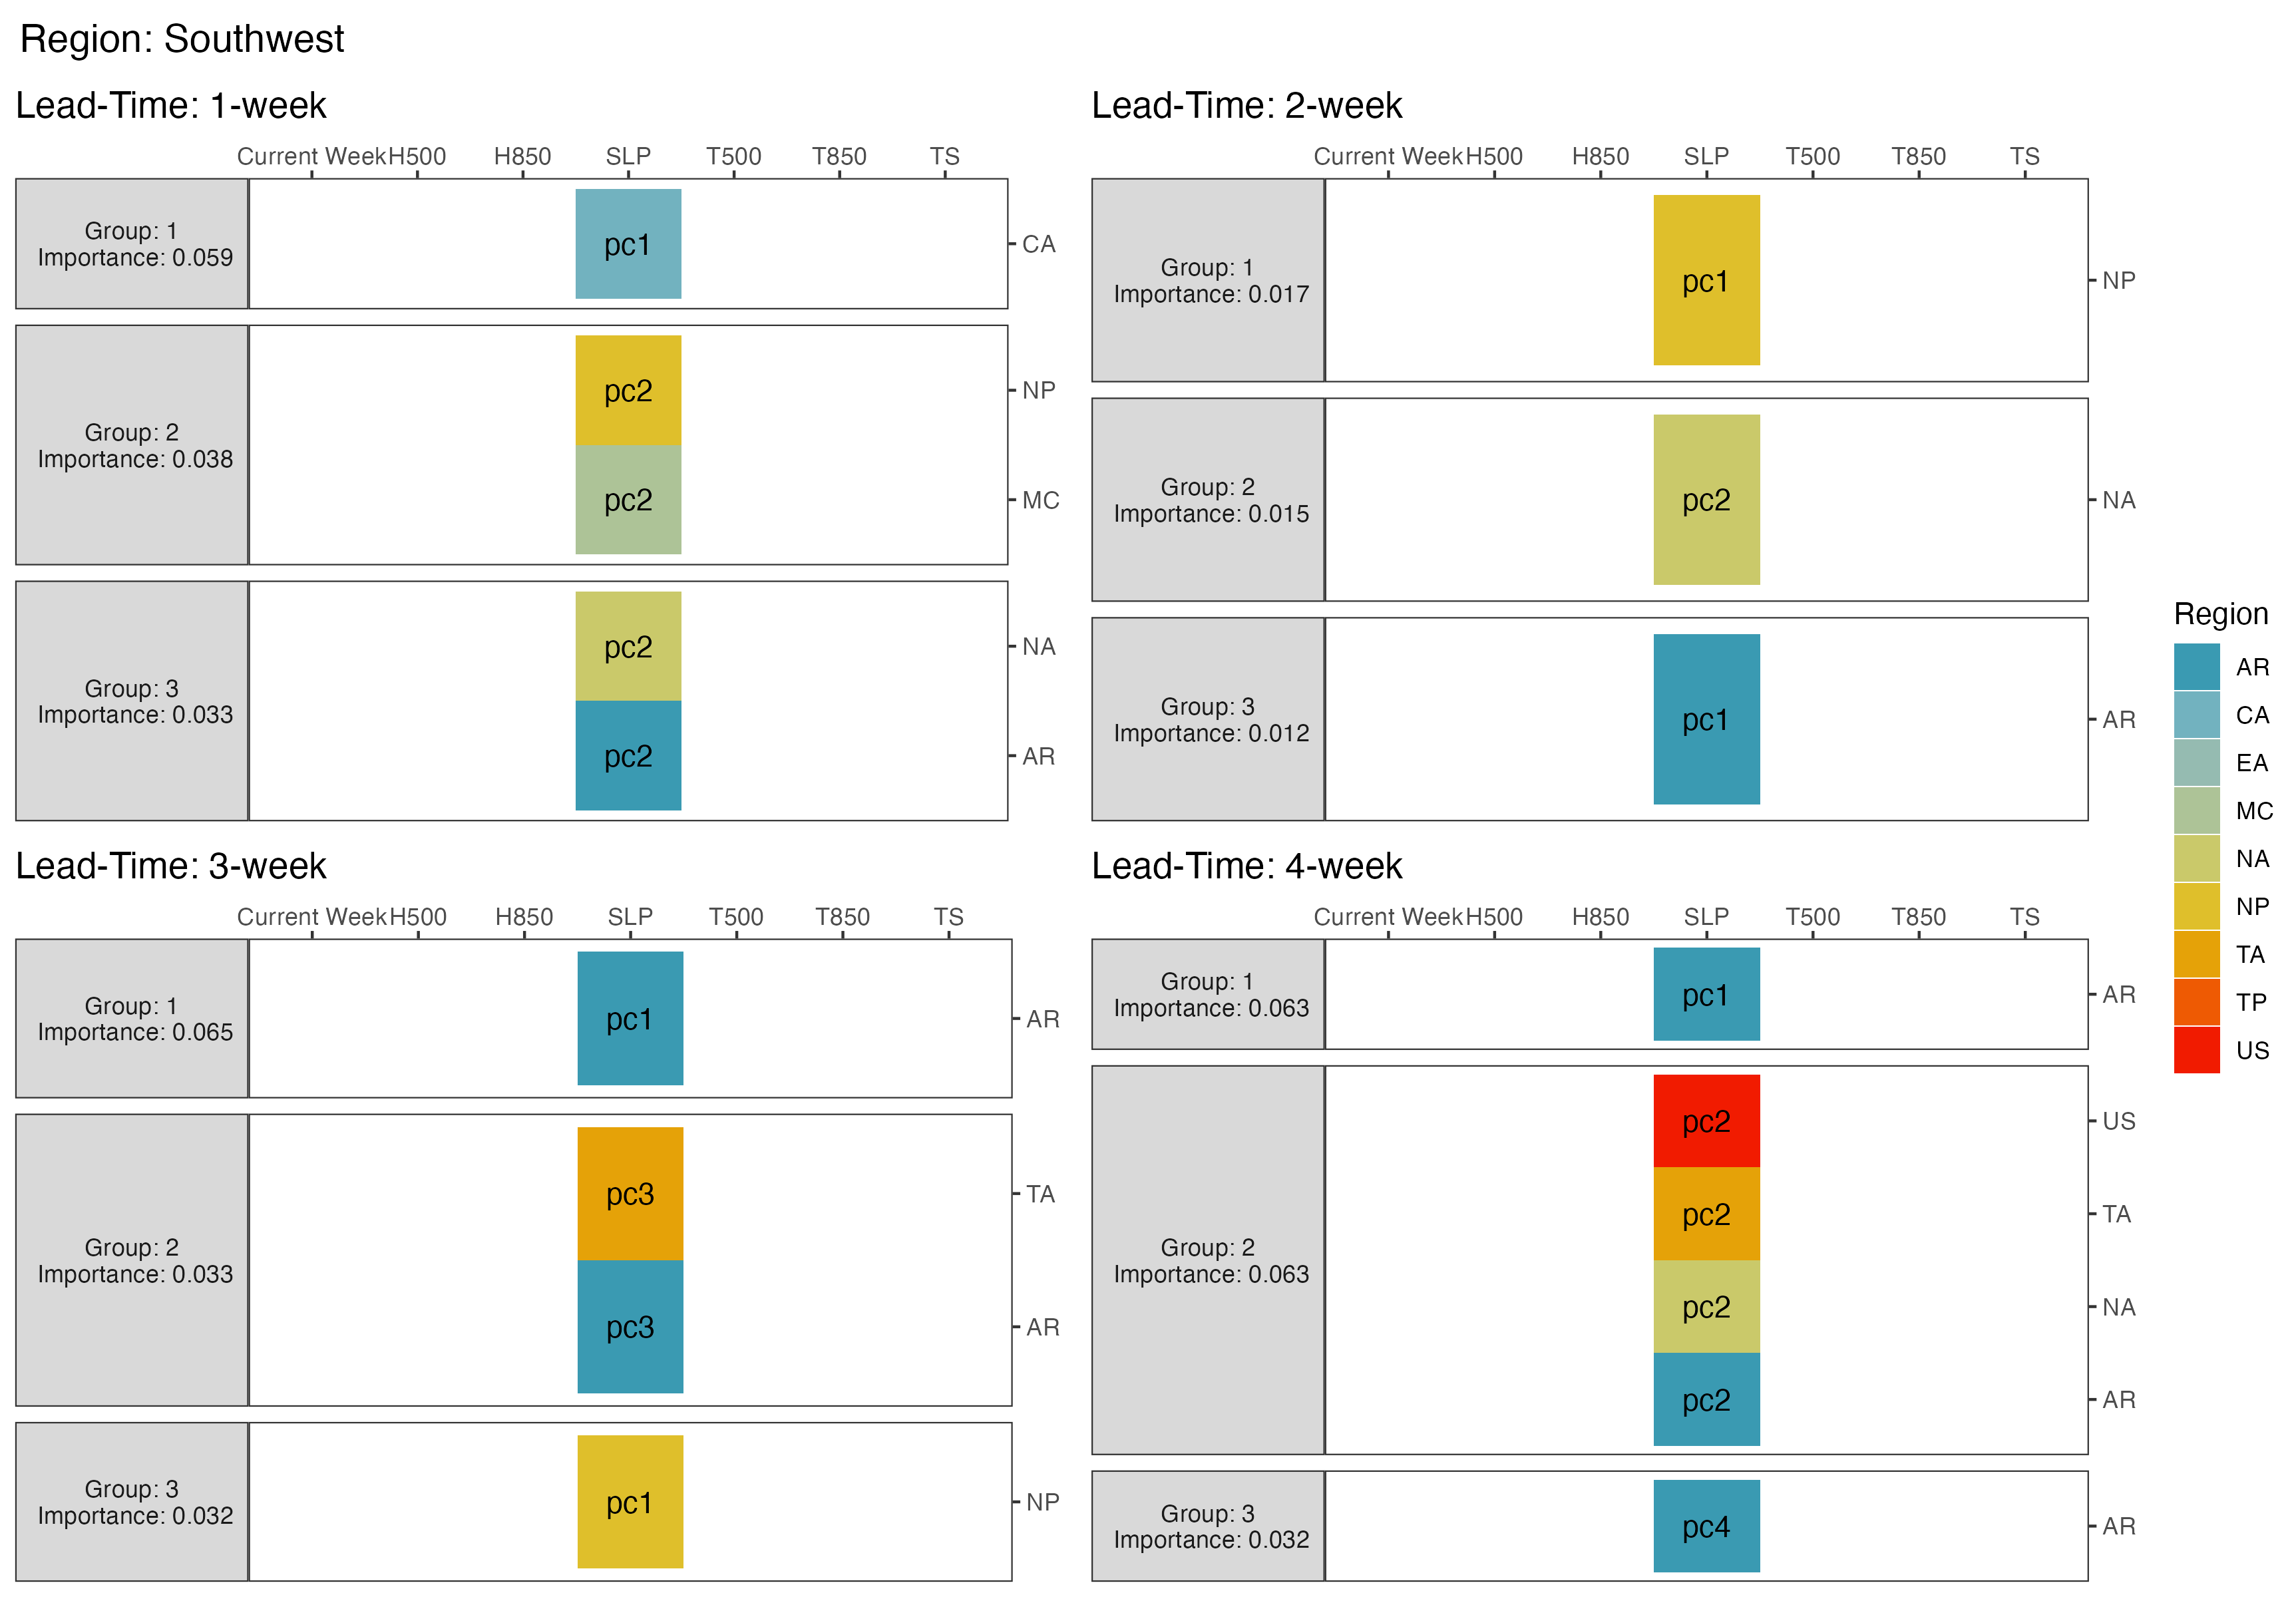 Region: Southwest
Lead-Time: 1-week
Current Week H500 H850 SLP T500 T850 TS
Group: 1
Importance: 0.059
pc1
CA
Group: 2
Importance: 0.038
pc2
NP
pc2
MC
Group: 3
Importance: 0.033
pc2
NA
pc2
AR
Lead-Time: 2-week
Current Week H500 H850 SLP T500 T850 TS
Group: 1
Importance: 0.017
pc1
NP
Group: 2
Importance: 0.015
pc2
NA
Group: 3
Importance: 0.012
pc1
AR
Lead-Time: 3-week
Current Week H500 H850 SLP T500 T850 TS
Group: 1
Importance: 0.065
pc1
AR
Group: 2
Importance: 0.033
pc3
TA
pc3
AR
Group: 3
Importance: 0.032
pc1
NP
Lead-Time: 4-week
Current Week H500 H850 SLP T500 T850 TS
Group: 1
Importance: 0.063
pc1
AR
Group: 2
Importance: 0.063
pc2
US
pc2
TA
pc2
NA
pc2
AR
Group: 3
Importance: 0.032
pc4
AR
Region
AR
CA
EA
MC
NA
NP
TA
TP
US